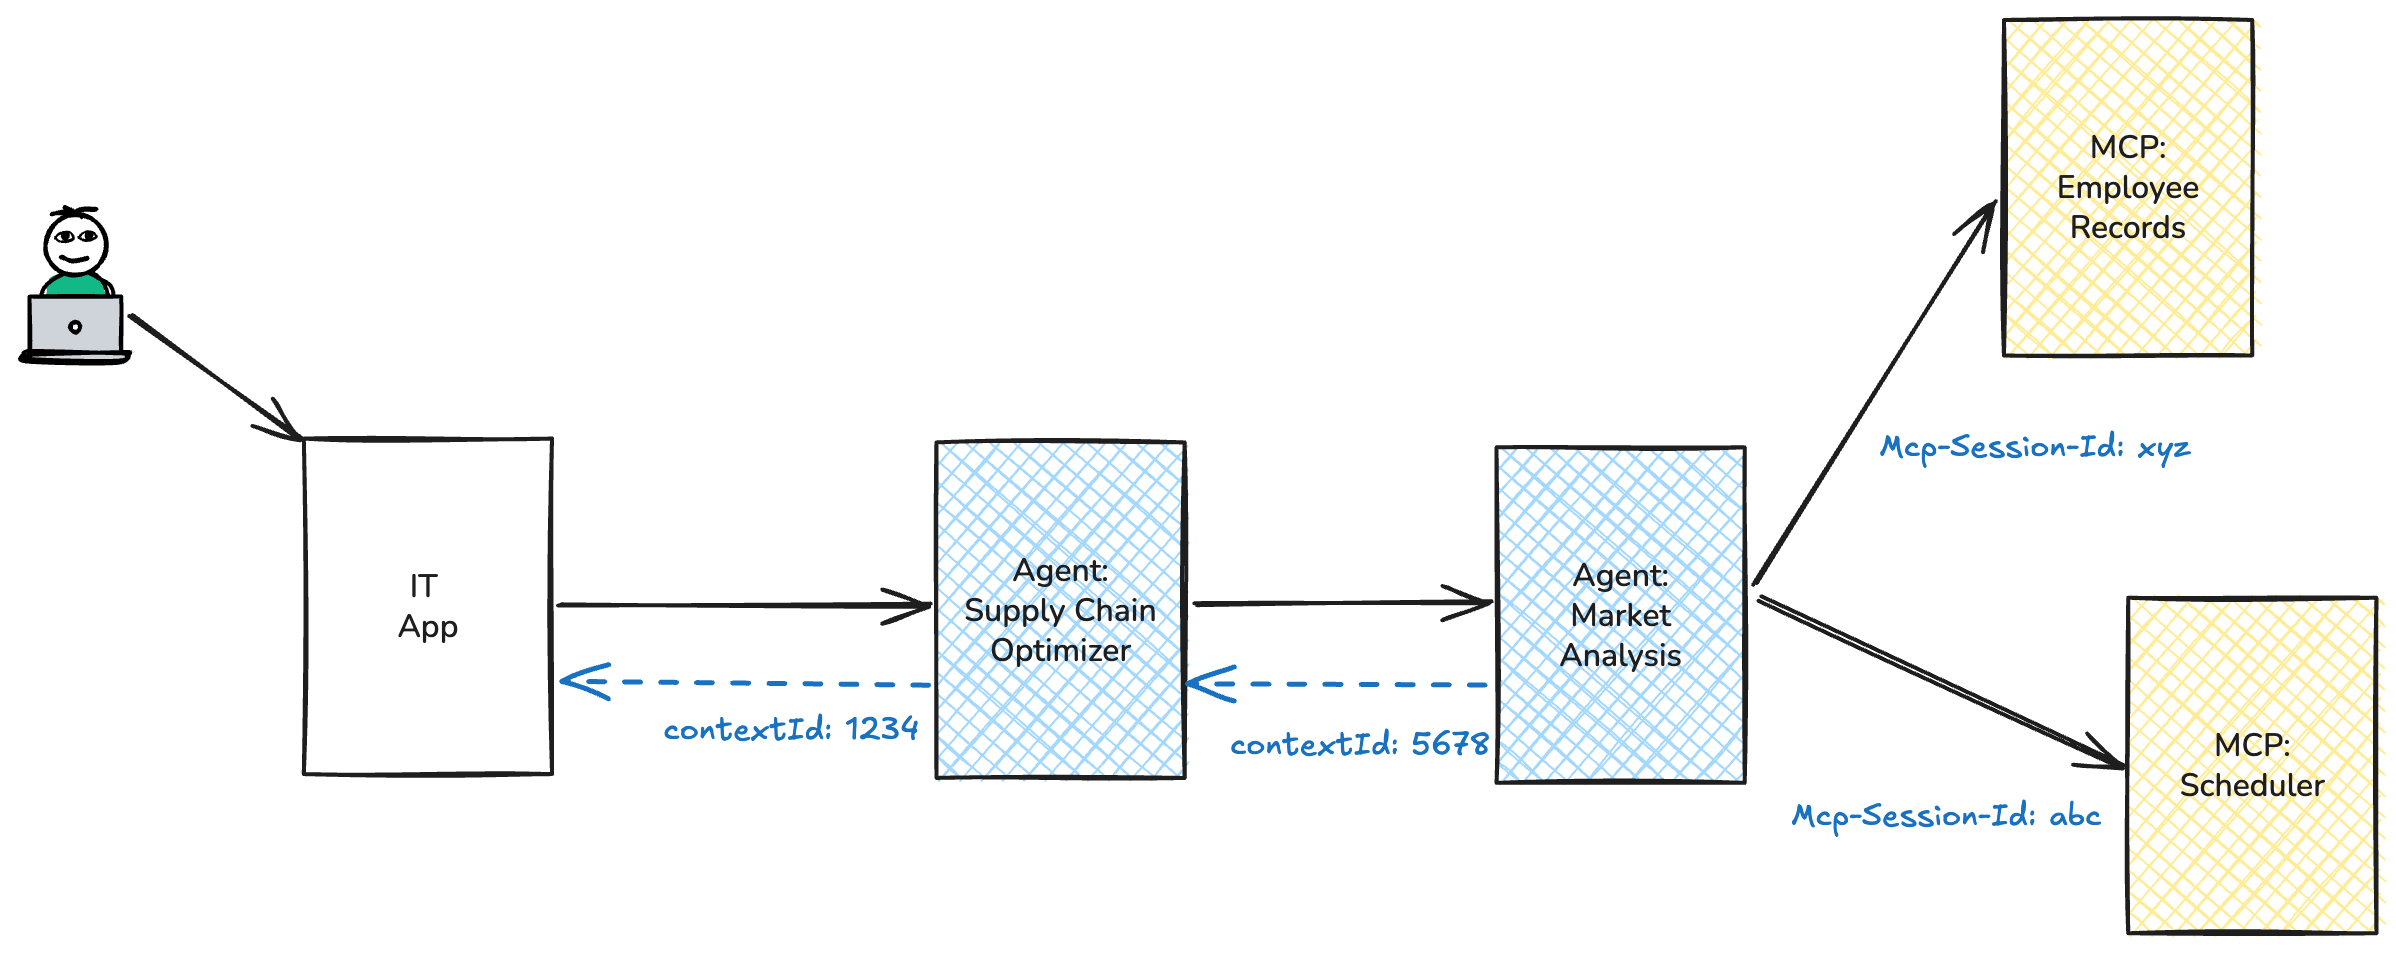 MCP:
Employee
Records
Mcp-Session-Id: xyz
IT
App
Agent:
Supply Chain
Optimizer
Agent:
Market
Analysis
contextId: 1234
contextId: 5678
MCP:
Scheduler
Mcp-Session-Id: abc